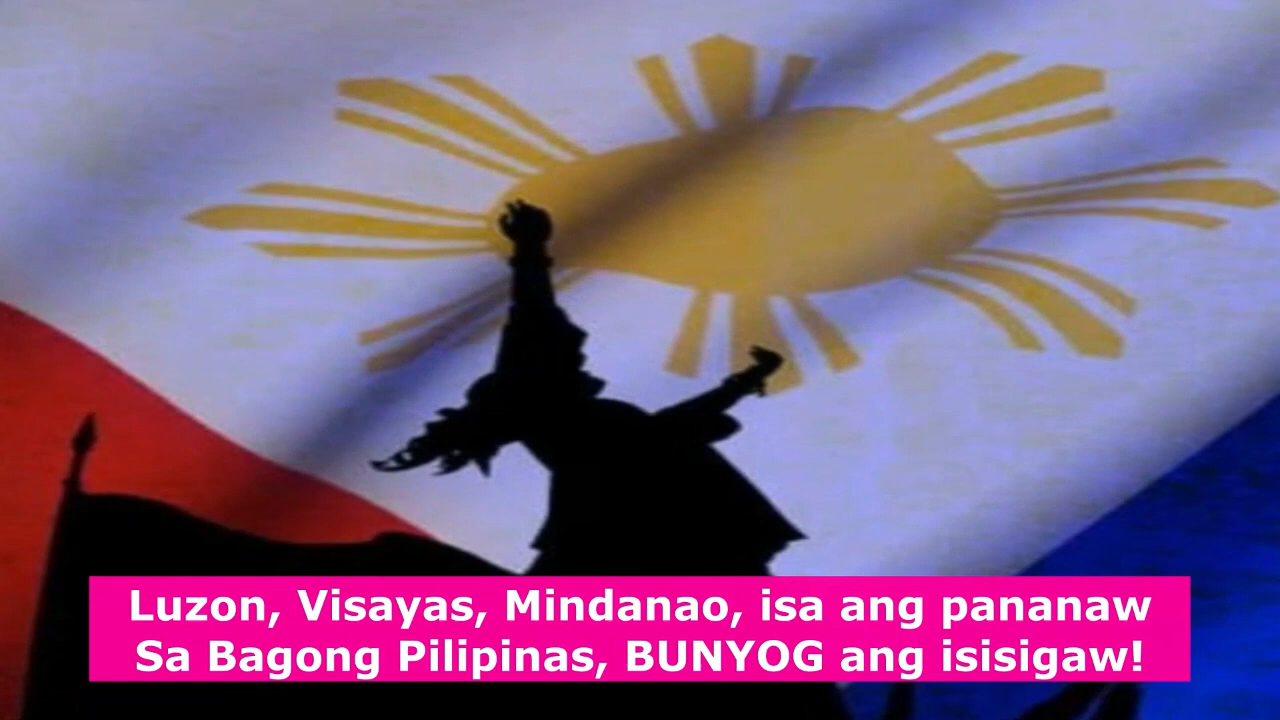 Luzon, Visayas, Mindanao, isa ang pananaw
Sa Bagong Pilipinas, BUNYOG ang isisigaw!